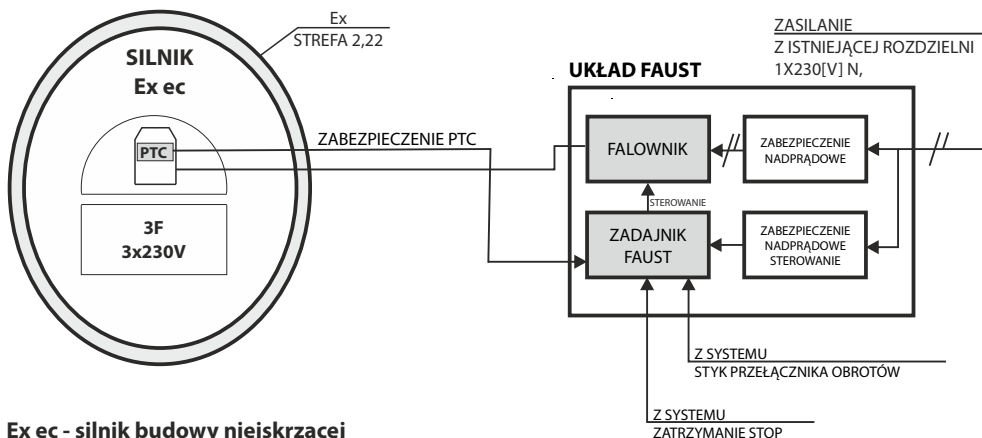 Ex
STREFA 2,22
SILNIK
Ex ec
PTC
3F
3x230V
ZABEZPIECZENIE PTC
UKŁAD FAUST
ZASILANIE
Z ISTNIEJĄCEJ ROZDZIELNI
1X230[V] N,
FALOWNIK
ZABEZPIECZENIE
NADPRĄDOWE
STEROWANIE
ZADAJNIK
FAUST
ZABEZPIECZENIE
NADPRĄDOWE
STEROWANIE
Z SYSTEMU
STYK PRZEŁĄCZNIKA OBROTÓW
Z SYSTEMU
ZATRZYMANIE STOP
Ex ec - silnik budowy nieiskrzącej